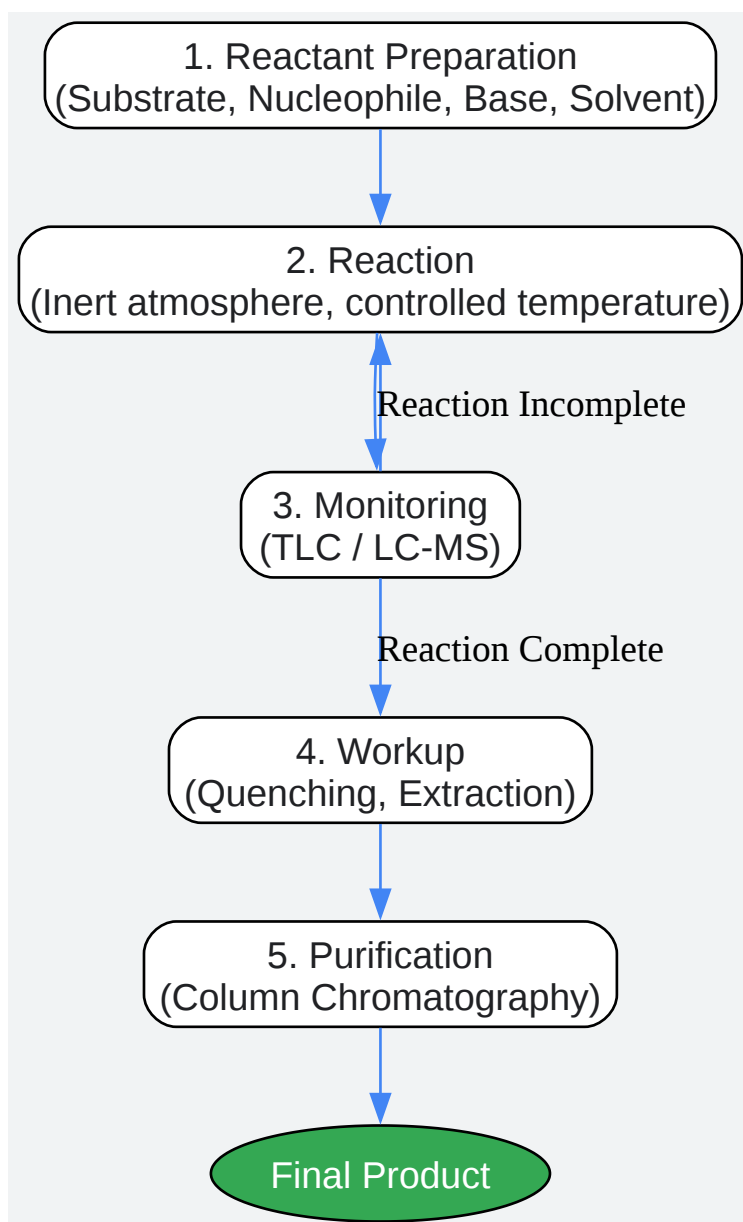 1. Reactant Preparation
(Substrate, Nucleophile, Base, Solvent)
2. Reaction
(Inert atmosphere, controlled temperature)
Reaction Incomplete
3. Monitoring
(TLC / LC-MS)
Reaction Complete
4. Workup
(Quenching, Extraction)
5. Purification
(Column Chromatography)
Final Product